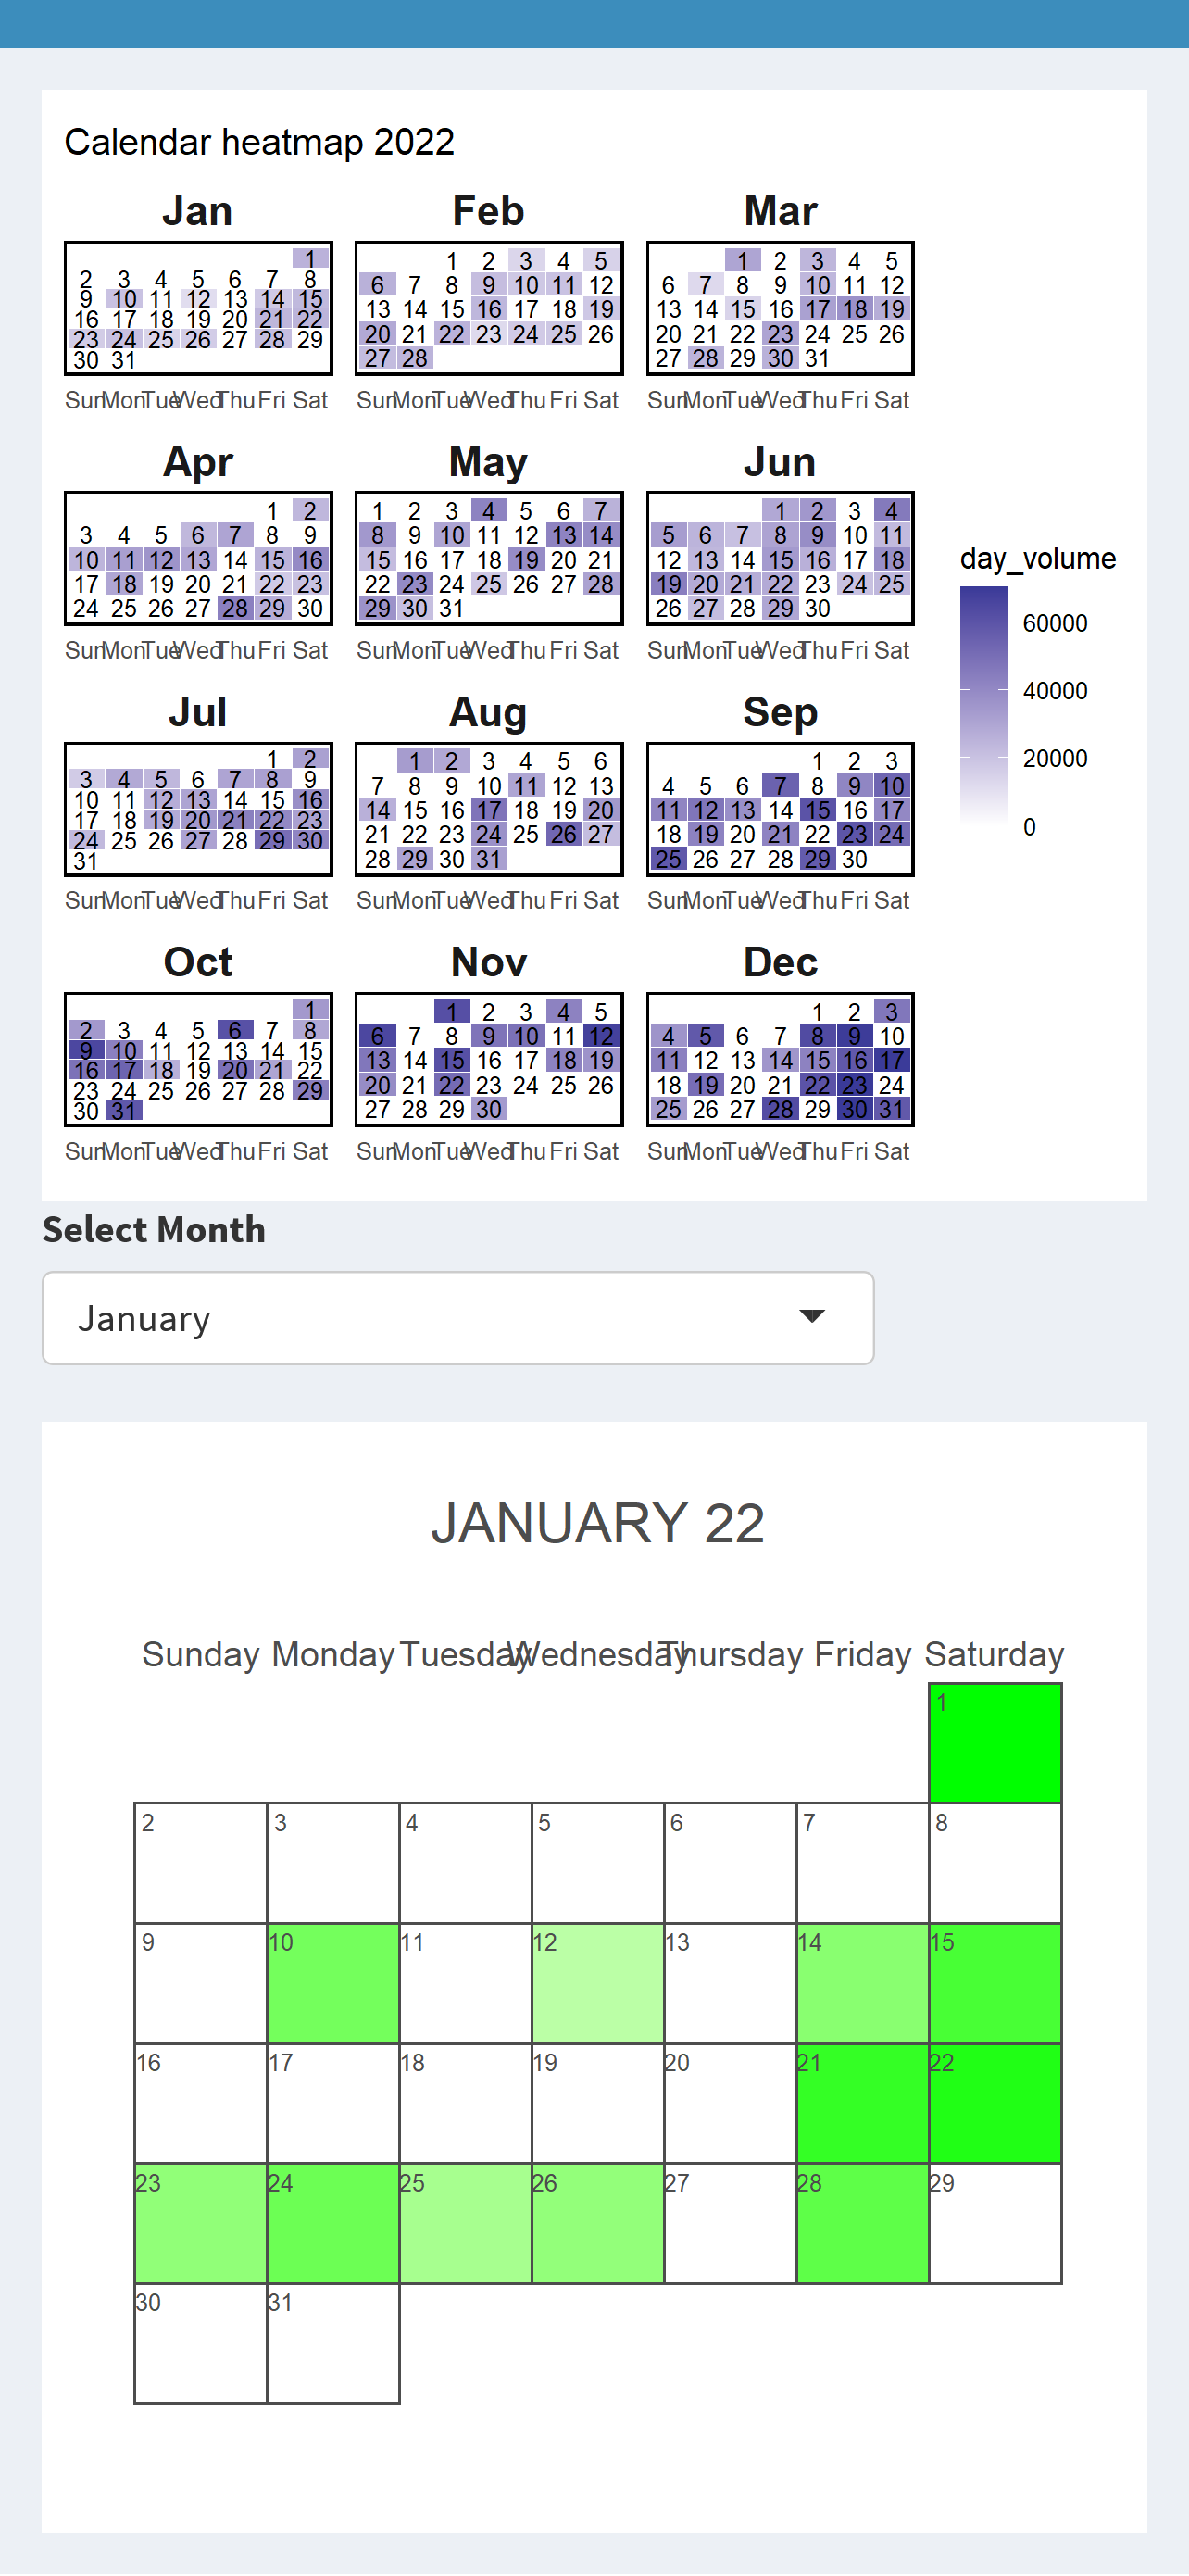 Calendar heatmap 2022
Jan Feb Mar
1 1 2 3 4 5 1 2 3 4 5
2 3 4 5 6 7 8 6 7 8 9 10 11 12 6 7 8 9 10 11 12
9 10 11 12 13 14 15 13 14 15 16 17 18 19 13 14 15 16 17 18 19
16 17 18 19 20 21 22 20 21 22 23 24 25 26 20 21 22 23 24 25 26
23 24 25 26 27 28 29 27 28 27 28 29 30 31
30 31
Sun Mon Tue Wed Thu Fri Sat Sun Mon Tue Wed Thu Fri Sat Sun Mon Tue Wed Thu Fri Sat
Apr May Jun
1 2 1 2 3 4 5 6 7 1 2 3 4
3 4 5 6 7 8 9 8 9 10 11 12 13 14 5 6 7 8 9 10 11
10 11 12 13 14 15 16 15 16 17 18 19 20 21 12 13 14 15 16 17 18
17 18 19 20 21 22 23 22 23 24 25 26 27 28 19 20 21 22 23 24 25
24 25 26 27 28 29 30 29 30 31 26 27 28 29 30
Sun Mon Tue Wed Thu Fri Sat Sun Mon Tue Wed Thu Fri Sat Sun Mon Tue Wed Thu Fri Sat
Jul Aug Sep
1 2 1 2 3 4 5 6 1 2 3
3 4 5 6 7 8 9 7 8 9 10 11 12 13 4 5 6 7 8 9 10
10 11 12 13 14 15 16 14 15 16 17 18 19 20 11 12 13 14 15 16 17
17 18 19 20 21 22 23 21 22 23 24 25 26 27 18 19 20 21 22 23 24
24 25 26 27 28 29 30 28 29 30 31 25 26 27 28 29 30
31
Sun Mon Tue Wed Thu Fri Sat Sun Mon Tue Wed Thu Fri Sat Sun Mon Tue Wed Thu Fri Sat
Oct Nov Dec
1 1 2 3 4 5 1 2 3
2 3 4 5 6 7 8 6 7 8 9 10 11 12 4 5 6 7 8 9 10
9 10 11 12 13 14 15 13 14 15 16 17 18 19 11 12 13 14 15 16 17
16 17 18 19 20 21 22 20 21 22 23 24 25 26 18 19 20 21 22 23 24
23 24 25 26 27 28 29 27 28 29 30 25 26 27 28 29 30 31
30 31
Sun Mon Tue Wed Thu Fri Sat Sun Mon Tue Wed Thu Fri Sat Sun Mon Tue Wed Thu Fri Sat
day_volume
60000
40000
20000
0
Select Month
January
JANUARY 22
Sunday Monday Tuesday Wednesday Thursday Friday Saturday
1
2 3 4 5 6 7 8
9 10 11 12 13 14 15
16 17 18 19 20 21 22
23 24 25 26 27 28 29
30 31